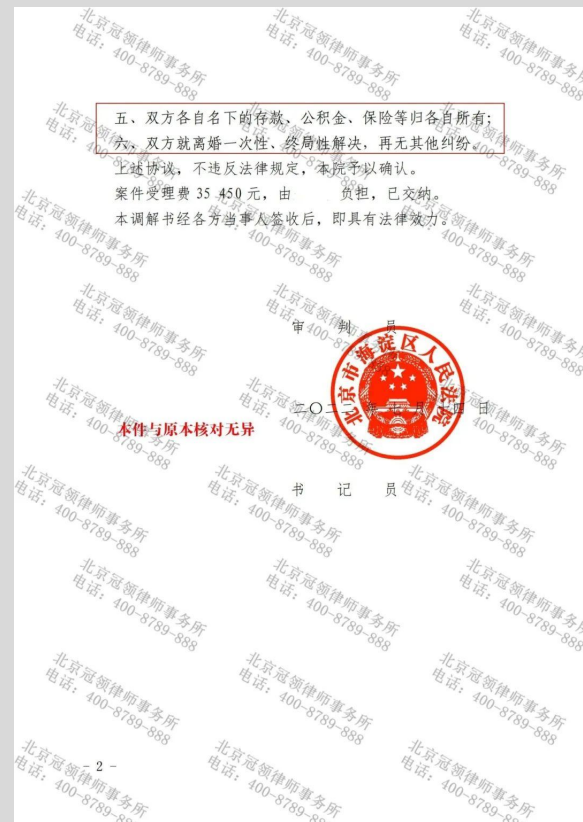 五、双方各自名下的存款、公积金、保险等归各自所有;
六、双方就离婚一次性、终局性解决,再无其他纠纷。
上述协议,不违反法律规定,本院予以确认。
案件受理费 35 450 元,由 负担,已交纳。
本调解书经各方当事人签收后,即具有法律效力。
审 判 员
北京市海淀区人民法院
二〇二 年七月 四 日
本件与原本核对无异
书 记 员
- 2 -
北京冠领律师事务所
电话:400-8789-888